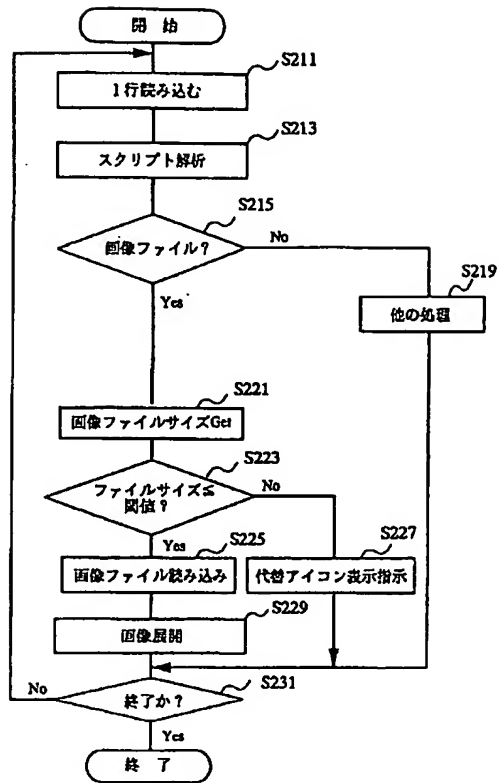 開 始
S211
1行読み込む
S213
スクリプト解析
S215
画像ファイル?
No
Yes
S219
他の処理
S221
画像ファイルサイズGet
S223
ファイルサイズ≦
閾値?
No
Yes
S225
画像ファイル読み込み
S227
代替アイコン表示指示
S229
画像展開
S231
終了か?
No
Yes
終 了